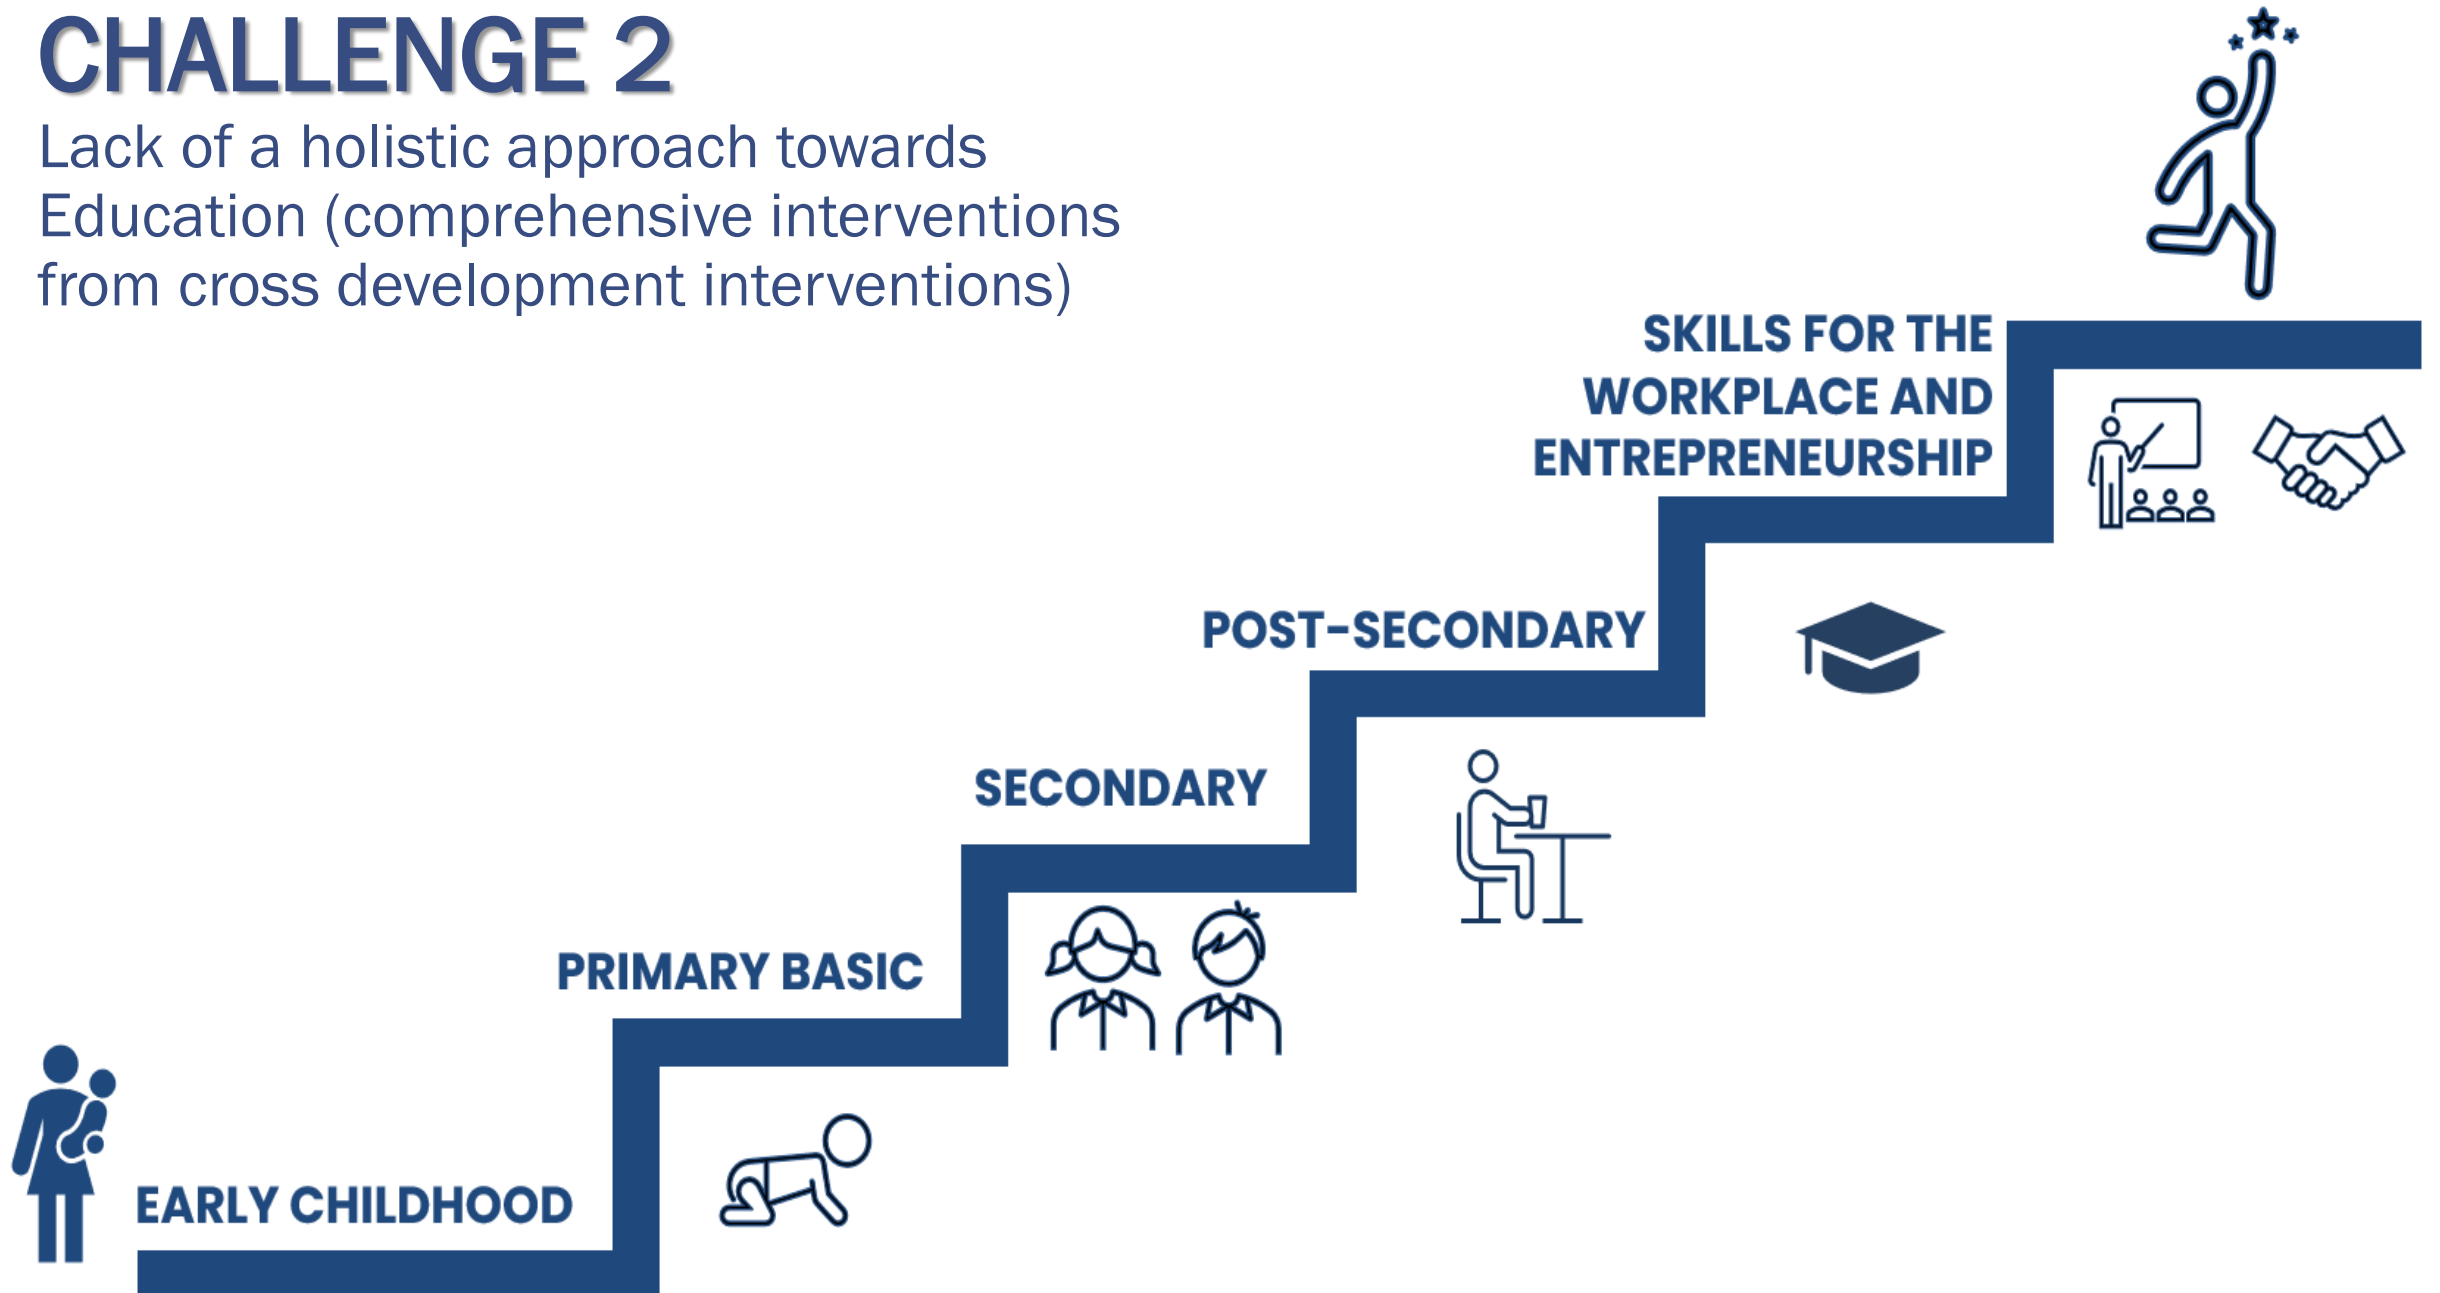 CHALLENGE 2
Lack of a holistic approach towards
Education (comprehensive interventions
from cross development interventions)
SKILLS FOR THE
WORKPLACE AND
ENTREPRENEURSHIP
POST-SECONDARY
SECONDARY
PRIMARY BASIC
EARLY CHILDHOOD